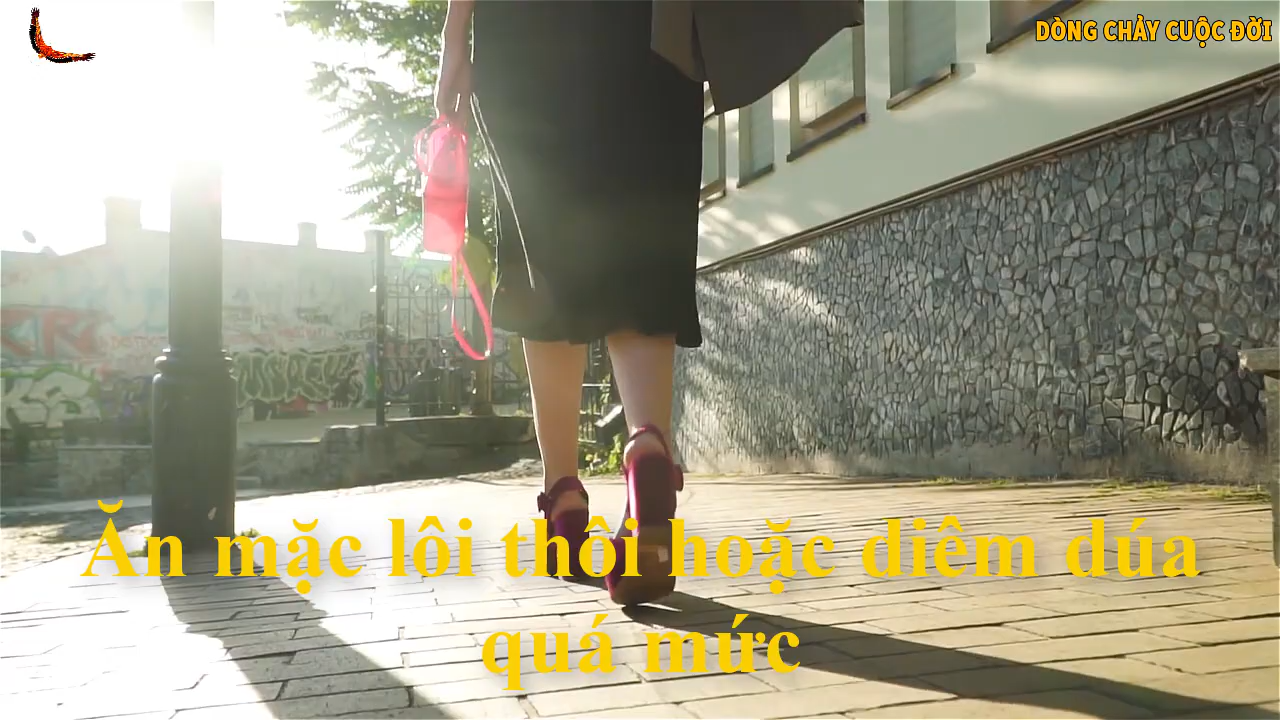 DÒNG CHẢY CUỘC ĐỜI
Ăn mặc lôi thôi hoặc diêm dúa
quá mức